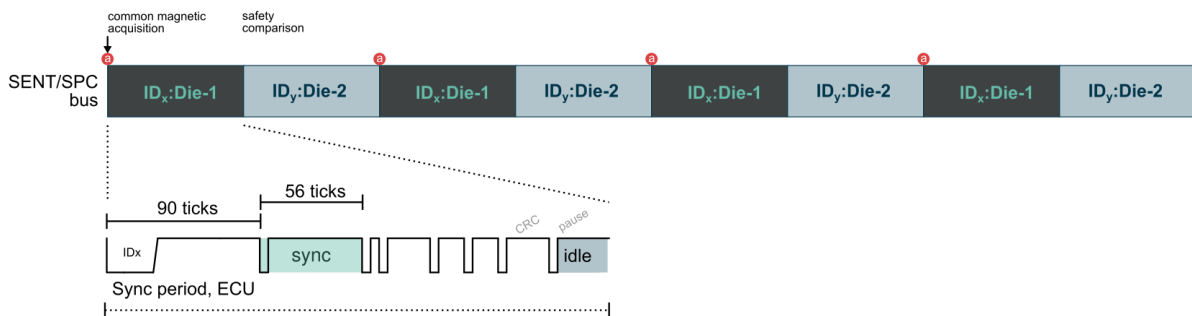 common magnetic
acquisition
safety
comparison
a
a
a
a
SENT/SPC
bus
IDx:Die-1
IDy:Die-2
IDx:Die-1
IDy:Die-2
IDx:Die-1
IDy:Die-2
IDx:Die-1
IDy:Die-2
56 ticks
90 ticks
CRC
pause
IDx
sync
idle
Sync period, ECU